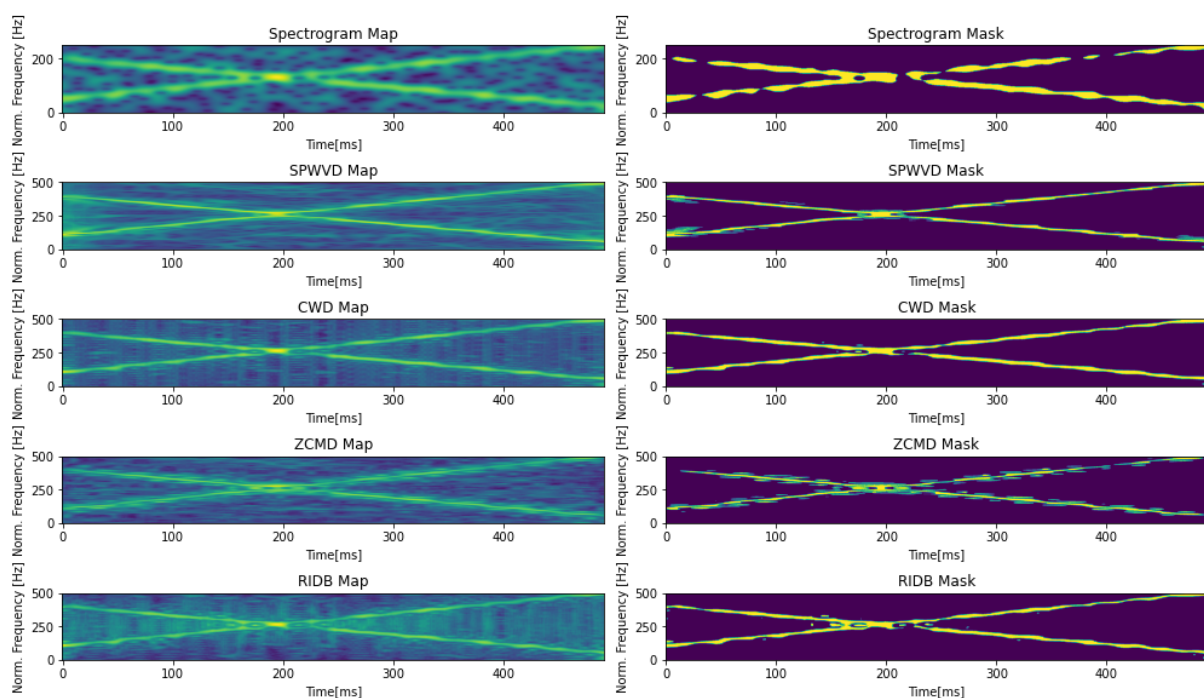 Spectrogram Map
Norm. Frequency [Hz]
200
0
0 100 200 300 400
Time[ms]
Spectrogram Mask
Norm. Frequency [Hz]
200
0
0 100 200 300 400
Time[ms]
SPWVD Map
Norm. Frequency [Hz]
500
250
0
0 100 200 300 400
Time[ms]
SPWVD Mask
Norm. Frequency [Hz]
500
250
0
0 100 200 300 400
Time[ms]
CWD Map
Norm. Frequency [Hz]
500
250
0
0 100 200 300 400
Time[ms]
CWD Mask
Norm. Frequency [Hz]
500
250
0
0 100 200 300 400
Time[ms]
ZCMD Map
Norm. Frequency [Hz]
500
250
0
0 100 200 300 400
Time[ms]
ZCMD Mask
Norm. Frequency [Hz]
500
250
0
0 100 200 300 400
Time[ms]
RIDB Map
Norm. Frequency [Hz]
500
250
0
0 100 200 300 400
Time[ms]
RIDB Mask
Norm. Frequency [Hz]
500
250
0
0 100 200 300 400
Time[ms]